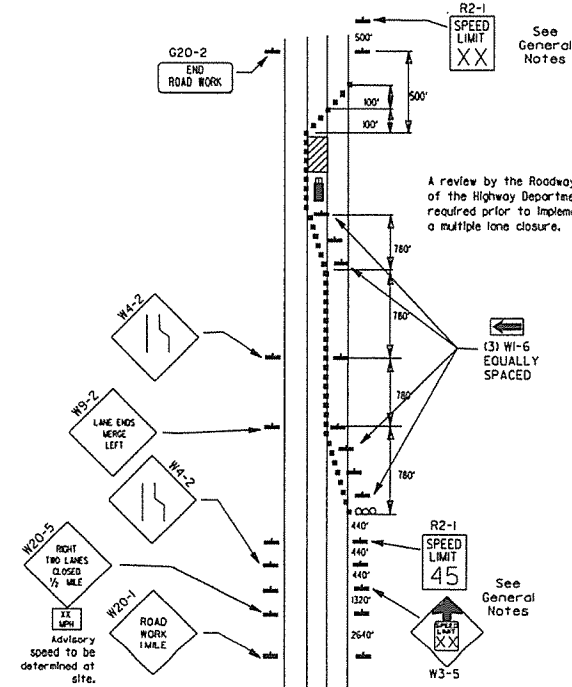 R2-1
SPEED
LIMIT
XX
See
General
Notes
500'
G20-2
END
ROAD WORK
500'
100'
100'
A review by the Roadway
of the Highway Departme
required prior to impleme
a multiple lane closure.
780'
780'
W4-2
(3) W1-6
EQUALLY
SPACED
780'
W9-2
LANE ENDS
MERGE
LEFT
780'
W4-2
440'
R2-1
SPEED
LIMIT
45
440'
W20-5
RIGHT
TWO LANES
CLOSED
1/2 MILE
440'
See
General
Notes
1320'
XX
MPH
W20-1
ROAD
WORK
1 MILE
SPEED
LIMIT
XX
2640'
Advisory
speed to be
determined at
site.
W3-5